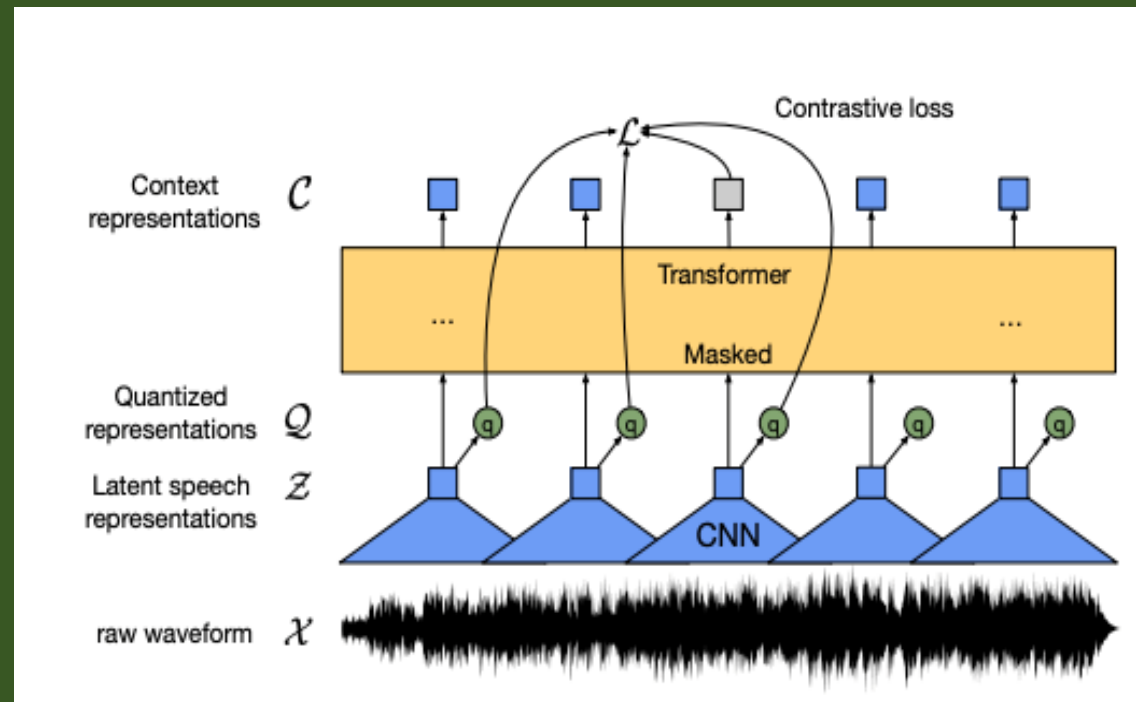 Contrastive loss
ℒ
Context
representations
𝒞
Transformer
...
...
Masked
Quantized
representations
𝒬
q
q
q
q
q
Latent speech
representations
𝒵
CNN
raw waveform
𝒳